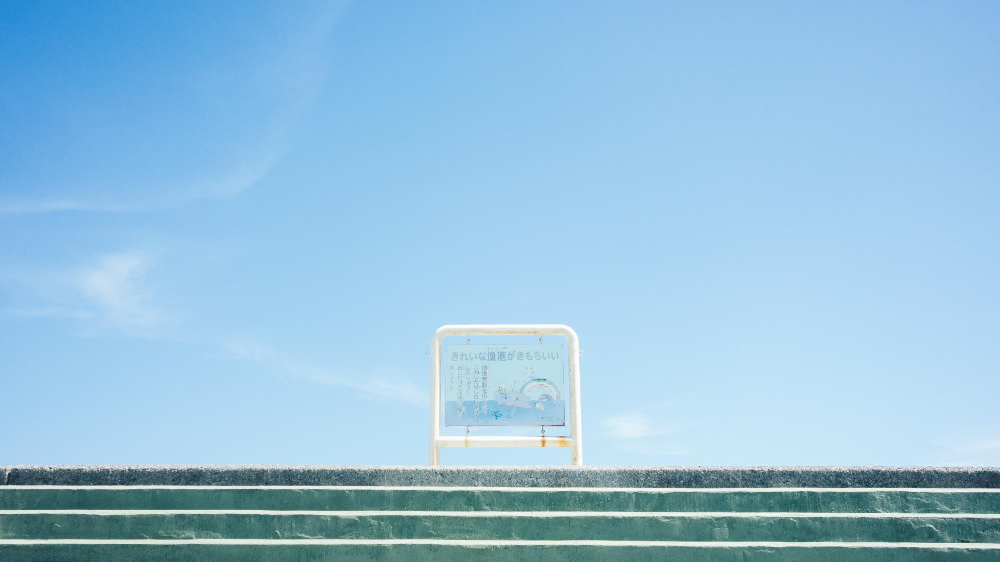 きれいな漁港がきもちいい
漁港施設を汚したり
こわしたりしないように
しましょう!
出したゴミは持ち帰り
ましょう!